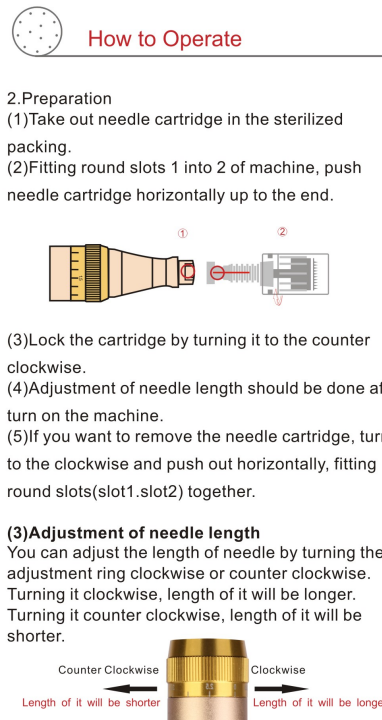 How to Operate
2.Preparation
(1)Take out needle cartridge in the sterilized
packing.
(2)Fitting round slots 1 into 2 of machine, push
needle cartridge horizontally up to the end.
① ②
(3)Lock the cartridge by turning it to the counter
clockwise.
(4)Adjustment of needle length should be done af
turn on the machine.
(5)If you want to remove the needle cartridge, tur
to the clockwise and push out horizontally, fitting
round slots(slot1.slot2) together.
(3)Adjustment of needle length
You can adjust the length of needle by turning the
adjustment ring clockwise or counter clockwise.
Turning it clockwise, length of it will be longer.
Turning it counter clockwise, length of it will be
shorter.
Counter Clockwise Clockwise
Length of it will be shorter Length of it will be longe